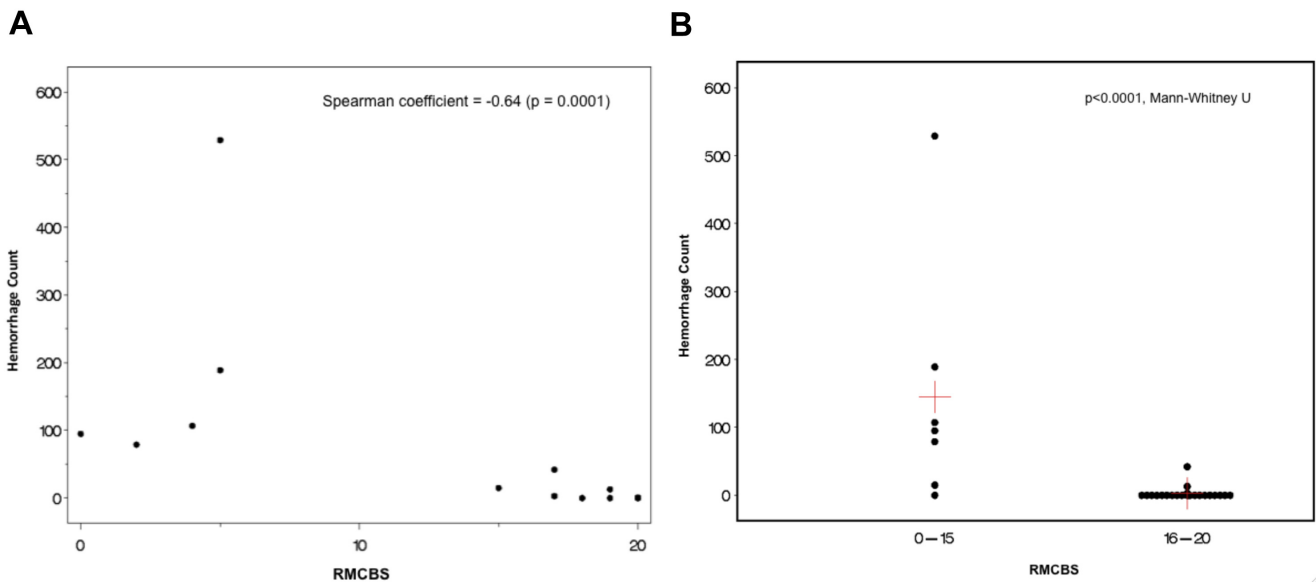 A
Spearman coefficient = -0.64 (p = 0.0001)
600
500
400
300
200
100
0
Hemorrhage Count
0
10
20
RMCBS
B
p<0.0001, Mann-Whitney U
600
500
400
300
200
100
0
Hemorrhage Count
0–15
16–20
RMCBS